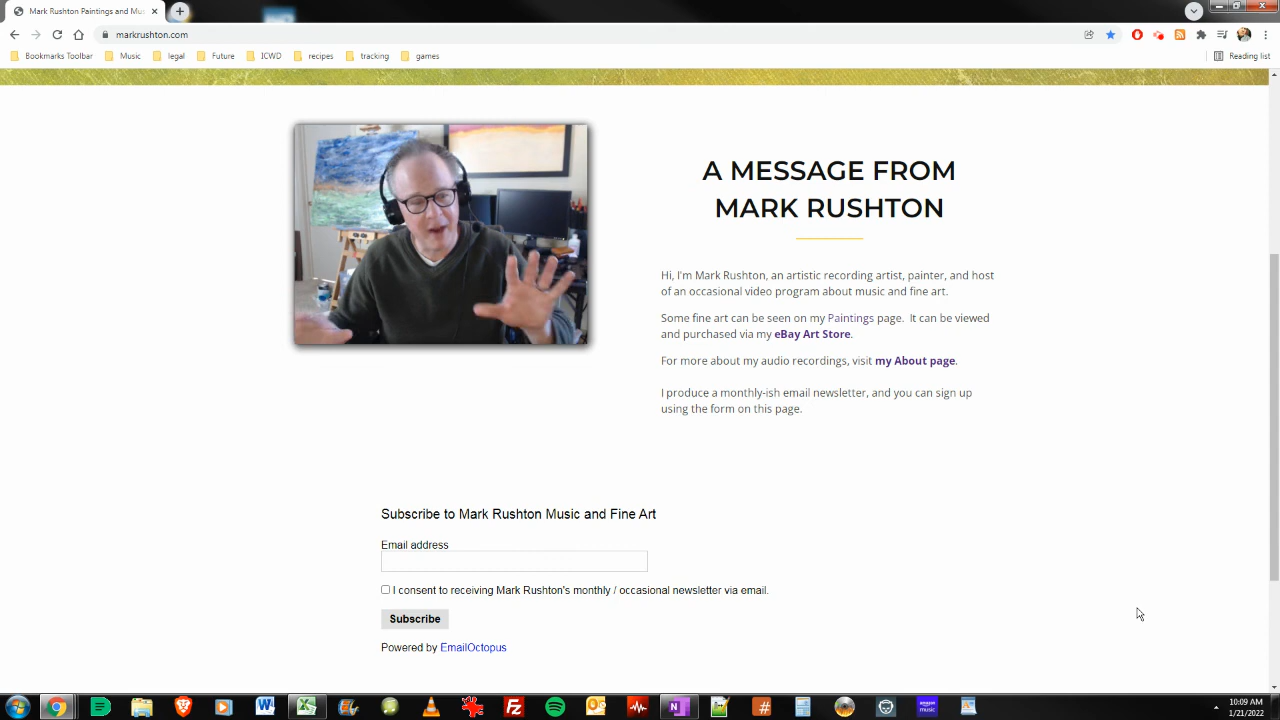 Mark Rushton Paintings and Mus
markrushton.com
Bookmarks Toolbar
Music
legal
Future
ICWD
recipes
tracking
games
Reading list
A MESSAGE FROM
MARK RUSHTON
Hi, I'm Mark Rushton, an artistic recording artist, painter, and host
of an occasional video program about music and fine art.
Some fine art can be seen on my Paintings page.  It can be viewed
and purchased via my eBay Art Store.
For more about my audio recordings, visit my About page.
I produce a monthly-ish email newsletter, and you can sign up
using the form on this page.
Subscribe to Mark Rushton Music and Fine Art
Email address
I consent to receiving Mark Rushton's monthly / occasional newsletter via email.
Subscribe
Powered by EmailOctopus
amazon
music
10:09 AM
1/21/2022